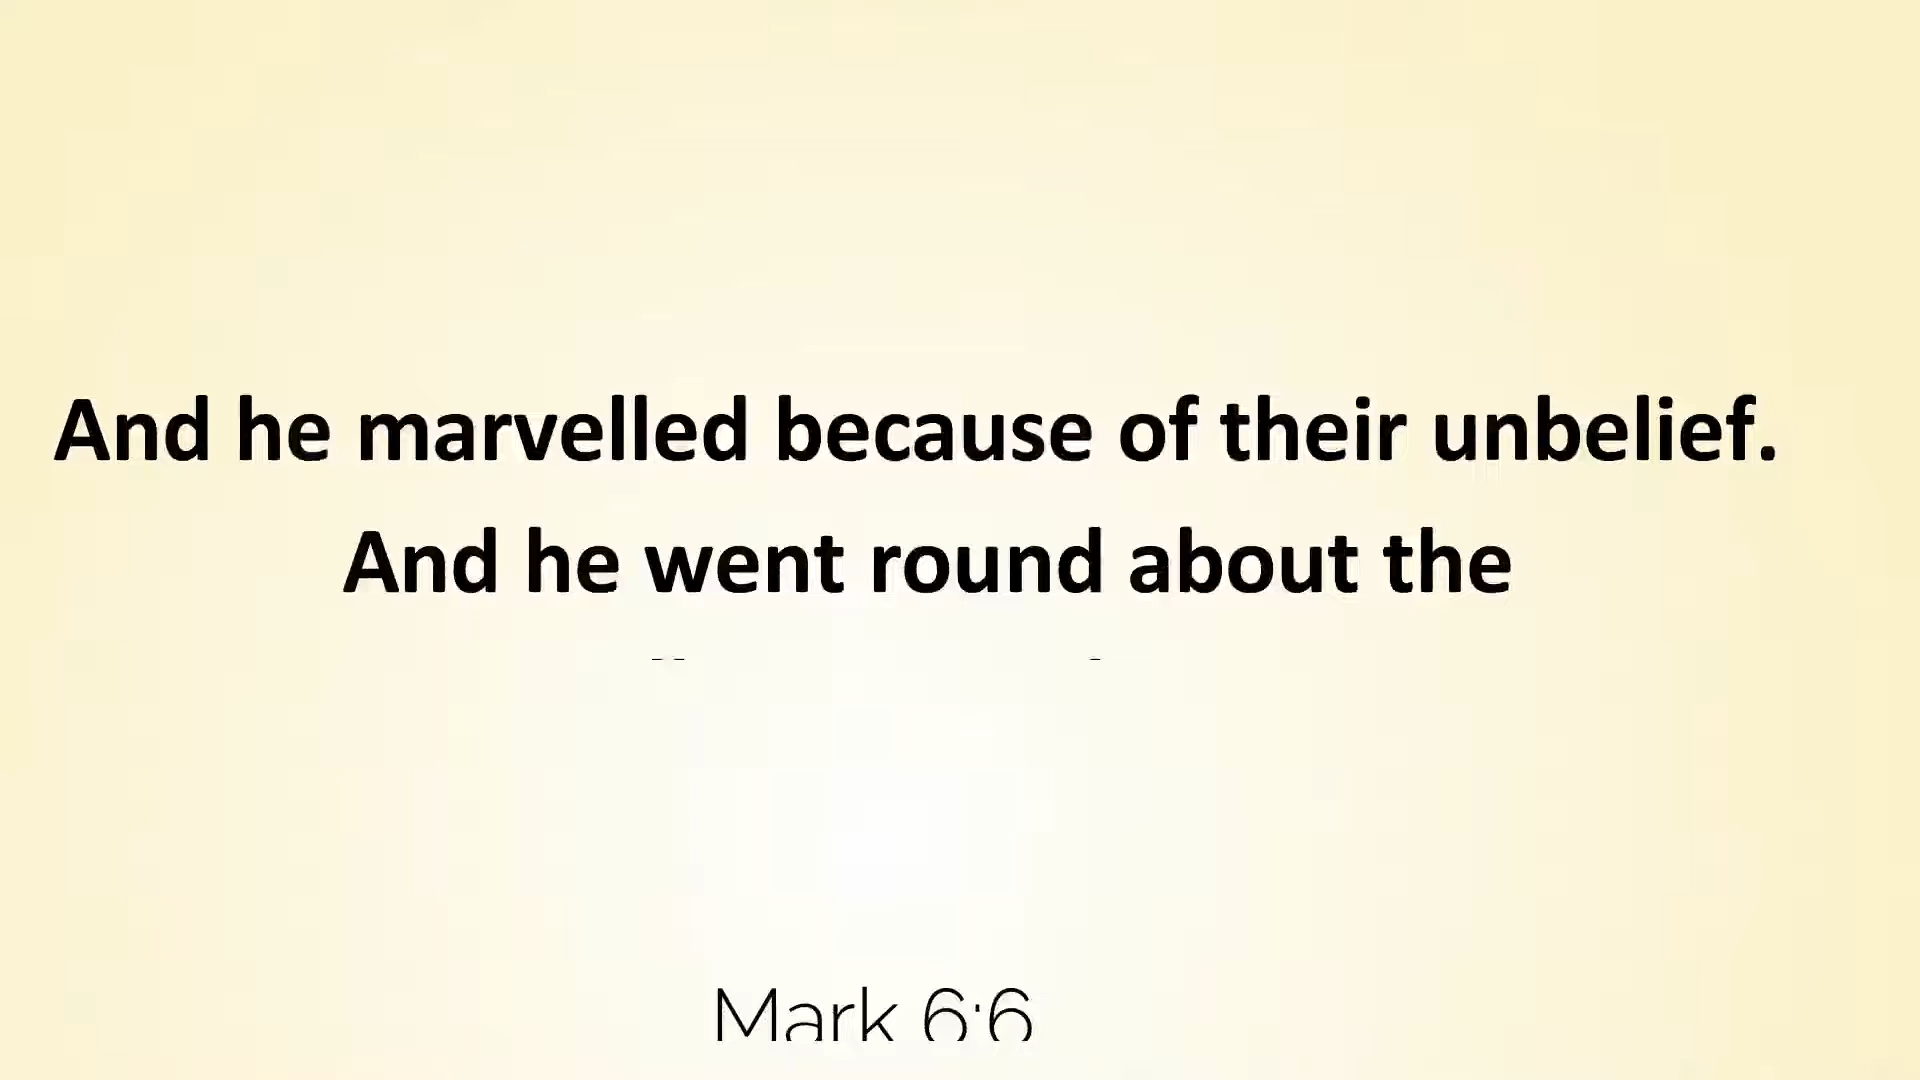 And he marvelled because of their unbelief.
And he went round about the
Mark 6:6